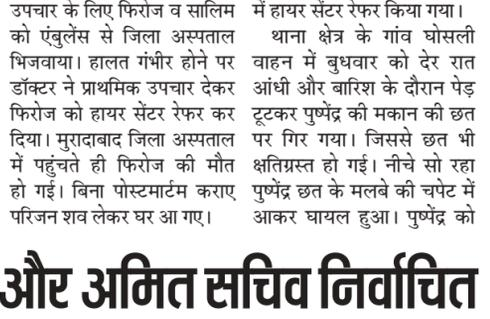 उपचार के लिए फिरोज व सालिम
को एंबुलेंस से जिला अस्पताल
भिजवाया। हालत गंभीर होने पर
डॉक्टर ने प्राथमिक उपचार देकर
फिरोज को हायर सेंटर रेफर कर
दिया। मुरादाबाद जिला अस्पताल
में पहुंचते ही फिरोज की मौत
हो गई। बिना पोस्टमार्टम कराए
परिजन शव लेकर घर आ गए।
में हायर सेंटर रेफर किया गया।
थाना क्षेत्र के गांव घोसली
वाहन में बुधवार को देर रात
आंधी और बारिश के दौरान पेड़
टूटकर पुष्पेंद्र की मकान की छत
पर गिर गया। जिससे छत भी
क्षतिग्रस्त हो गई। नीचे सो रहा
पुष्पेंद्र छत के मलबे की चपेट में
आकर घायल हुआ। पुष्पेंद्र को
और अमित सचिव निर्वाचित